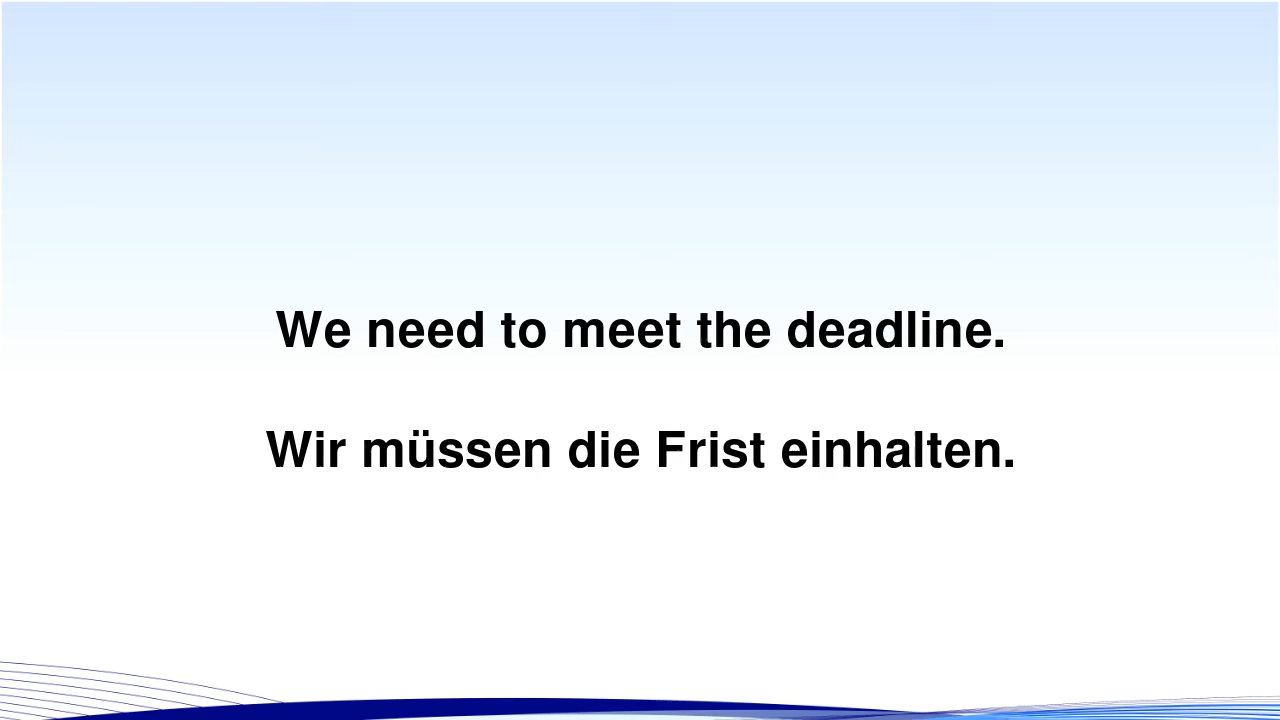 We need to meet the deadline.
Wir müssen die Frist einhalten.